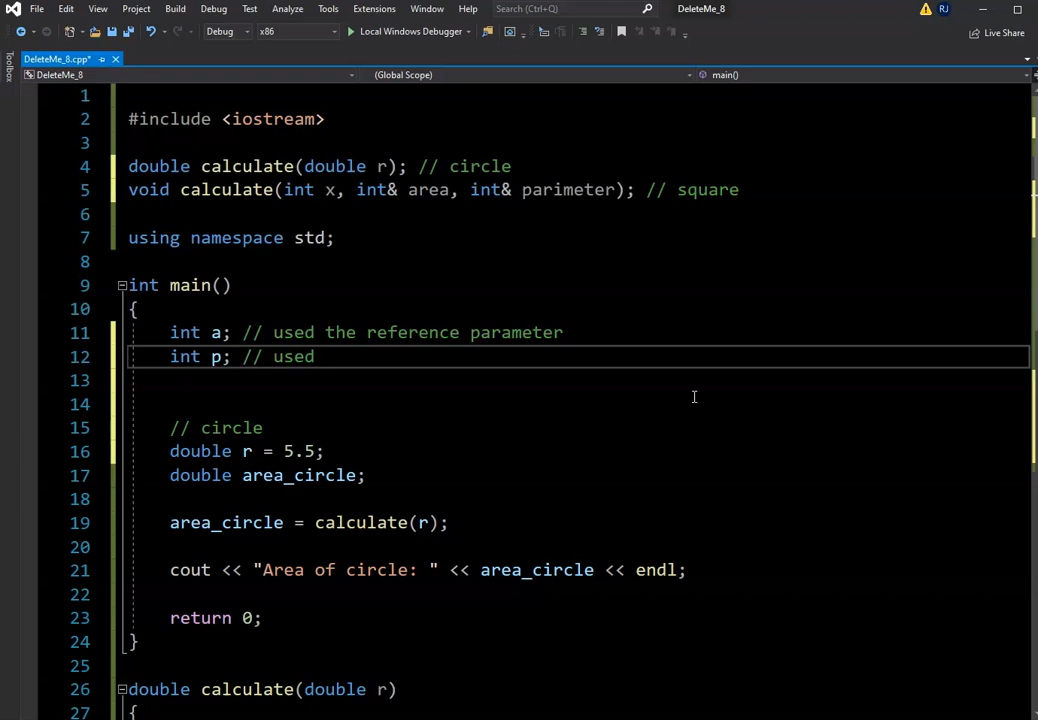 File Edit View Project Build Debug Test Analyze Tools Extensions Window Help Search (Ctrl+Q) DeleteMe_8 RJ
Debug x86 Local Windows Debugger Live Share
Toolbox
DeleteMe_8.cpp*
DeleteMe_8 (Global Scope) main()
1
2 #include <iostream>
3
4 double calculate(double r); // circle
5 void calculate(int x, int& area, int& parimeter); // square
6
7 using namespace std;
8
9 int main()
10 {
11 int a; // used the reference parameter
12 int p; // used
13
14
15 // circle
16 double r = 5.5;
17 double area_circle;
18
19 area_circle = calculate(r);
20
21 cout << "Area of circle: " << area_circle << endl;
22
23 return 0;
24 }
25
26 double calculate(double r)
27 {